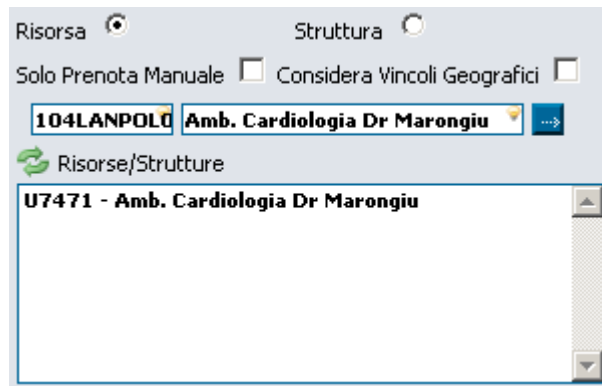 Risorsa Struttura
Solo Prenota Manuale Considera Vincoli Geografici
104LANPOL0 Amb. Cardiologia Dr Marongiu
Risorse/Strutture
U7471 - Amb. Cardiologia Dr Marongiu